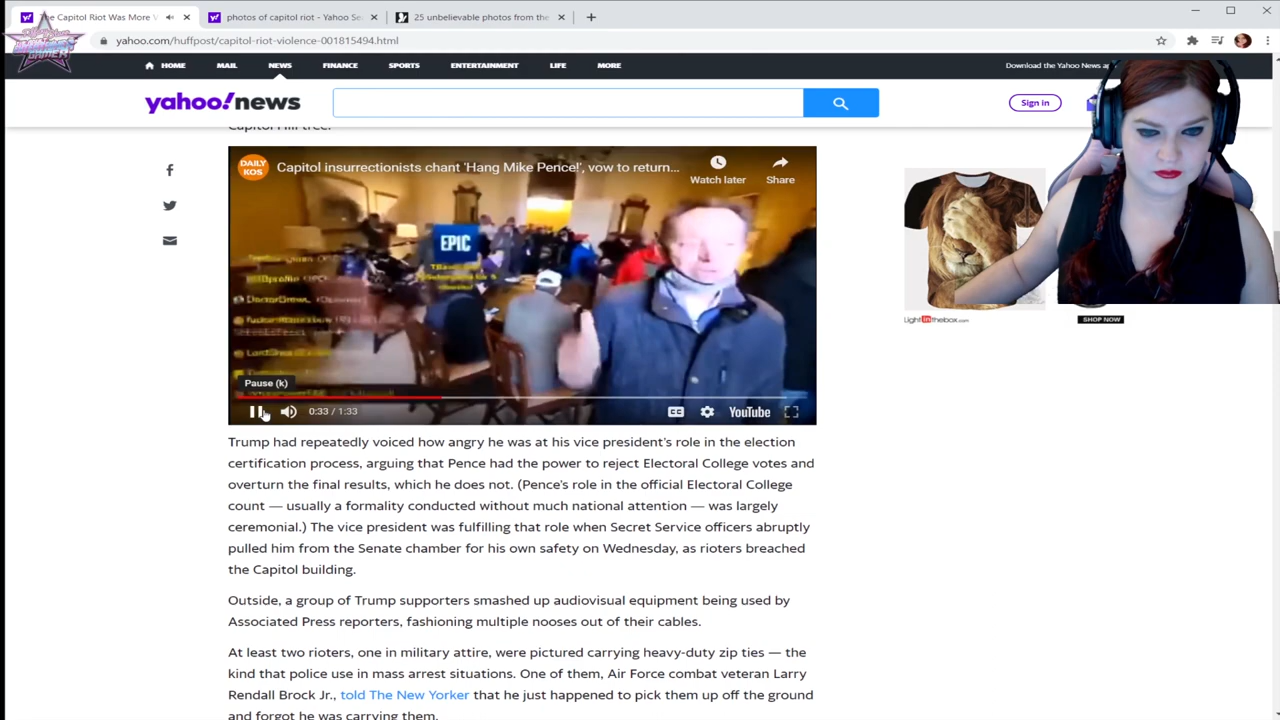 The Capitol Riot Was More V
photos of capitol riot - Yahoo Se
25 unbelievable photos from the
yahoo.com/huffpost/capitol-riot-violence-001815494.html
HOME
MAIL
NEWS
FINANCE
SPORTS
ENTERTAINMENT
LIFE
MORE
Download the Yahoo News ap
yahoo!news
Sign in
Capitol Hill tree.
DAILY
KOS
Capitol insurrectionists chant 'Hang Mike Pence!', vow to return...
Watch later
Share
EPIC
Pause (k)
0:33 / 1:33
CC
YouTube
LightInthebox.com
SHOP NOW
Trump had repeatedly voiced how angry he was at his vice president's role in the election
certification process, arguing that Pence had the power to reject Electoral College votes and
overturn the final results, which he does not. (Pence's role in the official Electoral College
count — usually a formality conducted without much national attention — was largely
ceremonial.) The vice president was fulfilling that role when Secret Service officers abruptly
pulled him from the Senate chamber for his own safety on Wednesday, as rioters breached
the Capitol building.
Outside, a group of Trump supporters smashed up audiovisual equipment being used by
Associated Press reporters, fashioning multiple nooses out of their cables.
At least two rioters, one in military attire, were pictured carrying heavy-duty zip ties — the
kind that police use in mass arrest situations. One of them, Air Force combat veteran Larry
Rendall Brock Jr., told The New Yorker that he just happened to pick them up off the ground
and forgot he was carrying them.